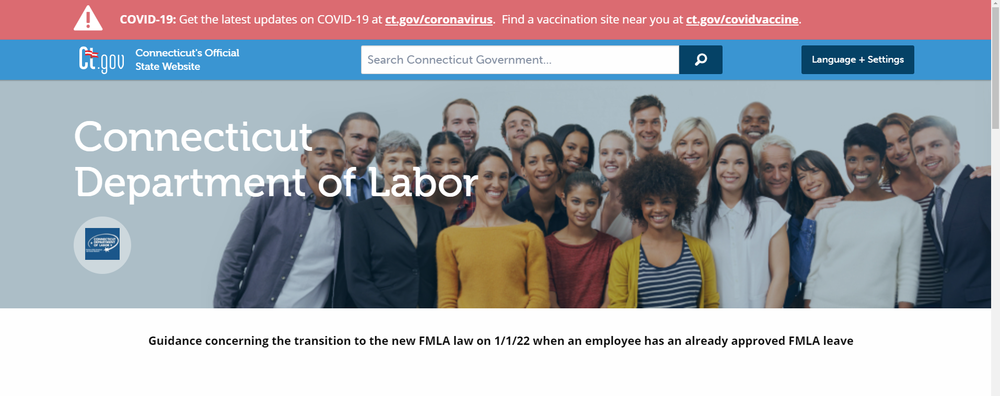 COVID-19: Get the latest updates on COVID-19 at ct.gov/coronavirus.  Find a vaccination site near you at ct.gov/covidvaccine.
Ct.gov
Connecticut's Official
State Website
Search Connecticut Government...
Language + Settings
Connecticut
Department of Labor
CONNECTICUT
DEPARTMENT
OF LABOR
Guidance concerning the transition to the new FMLA law on 1/1/22 when an employee has an already approved FMLA leave